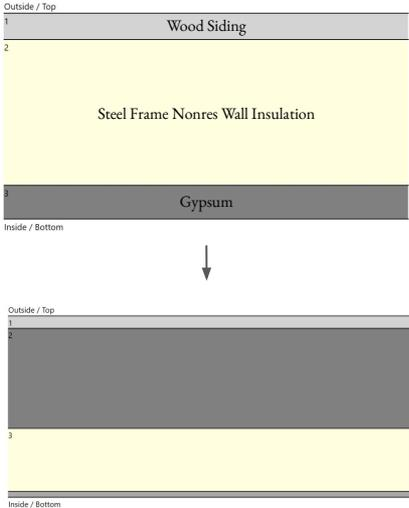 Outside / Top
1
Wood Siding
2
Steel Frame Nonres Wall Insulation
3
Gypsum
Inside / Bottom
Outside / Top
1
2
3
Inside / Bottom